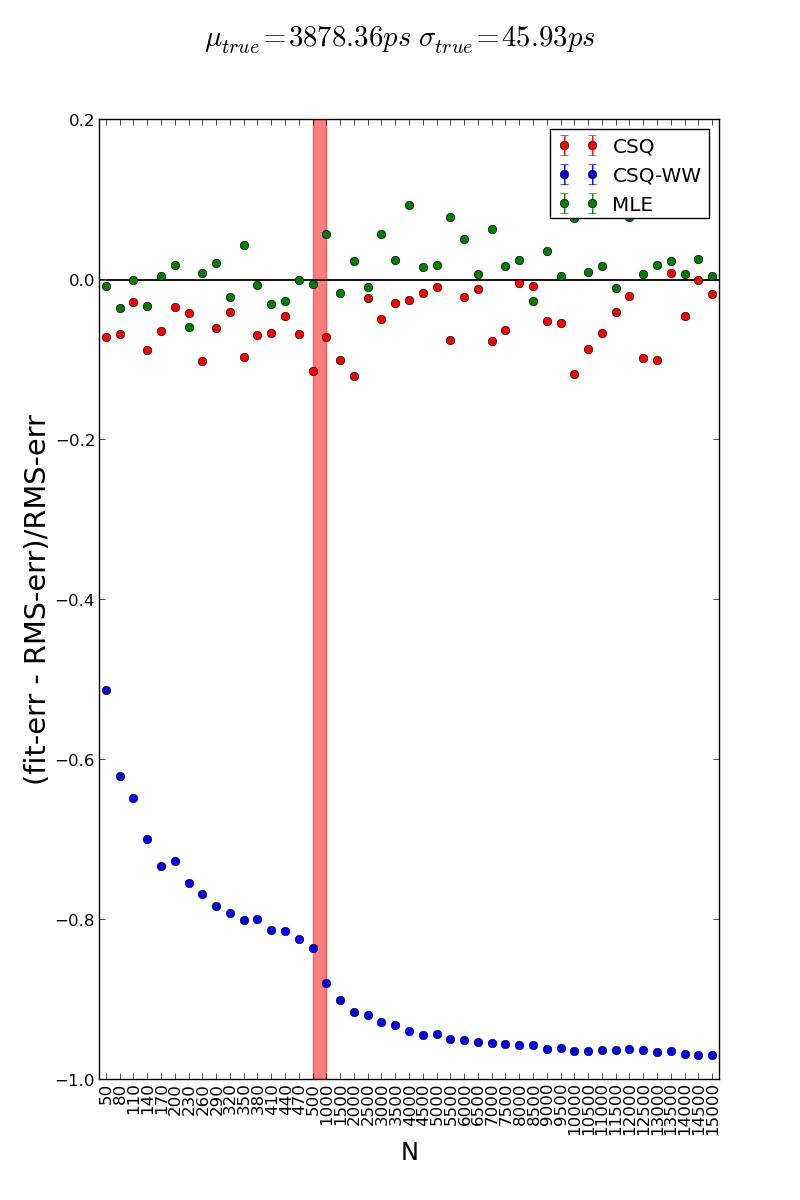 μtrue=3878.36ps σtrue=45.93ps
0.2
0.0
−0.2
−0.4
−0.6
−0.8
−1.0
(fit-err - RMS-err)/RMS-err
CSQ
CSQ-WW
MLE
50 80 110 140 170 200 230 260 290 320 350 380 410 440 470 500 1000 1500 2000 2500 3000 3500 4000 4500 5000 5500 6000 6500 7000 7500 8000 8500 9000 9500 10000 10500 11000 11500 12000 12500 13000 13500 14000 14500 15000
N